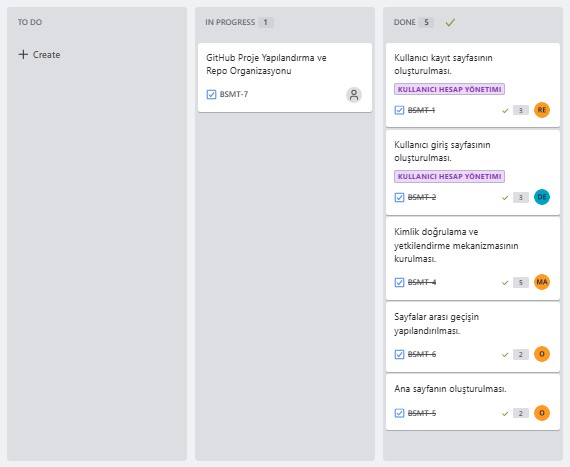 TO DO
+ Create
IN PROGRESS 1
GitHub Proje Yapılandırma ve
Repo Organizasyonu
BSMT-7
DONE 5
Kullanıcı kayıt sayfasının
oluşturulması.
KULLANICI HESAP YÖNETIMI
BSMT-1 3 RE
Kullanıcı giriş sayfasının
oluşturulması.
KULLANICI HESAP YÖNETIMI
BSMT-2 3 DE
Kimlik doğrulama ve
yetkilendirme mekanizmasının
kurulması.
BSMT-4 5 MA
Sayfalar arası geçişin
yapılandırılması.
BSMT-6 2 O
Ana sayfanın oluşturulması.
BSMT-5 2 O